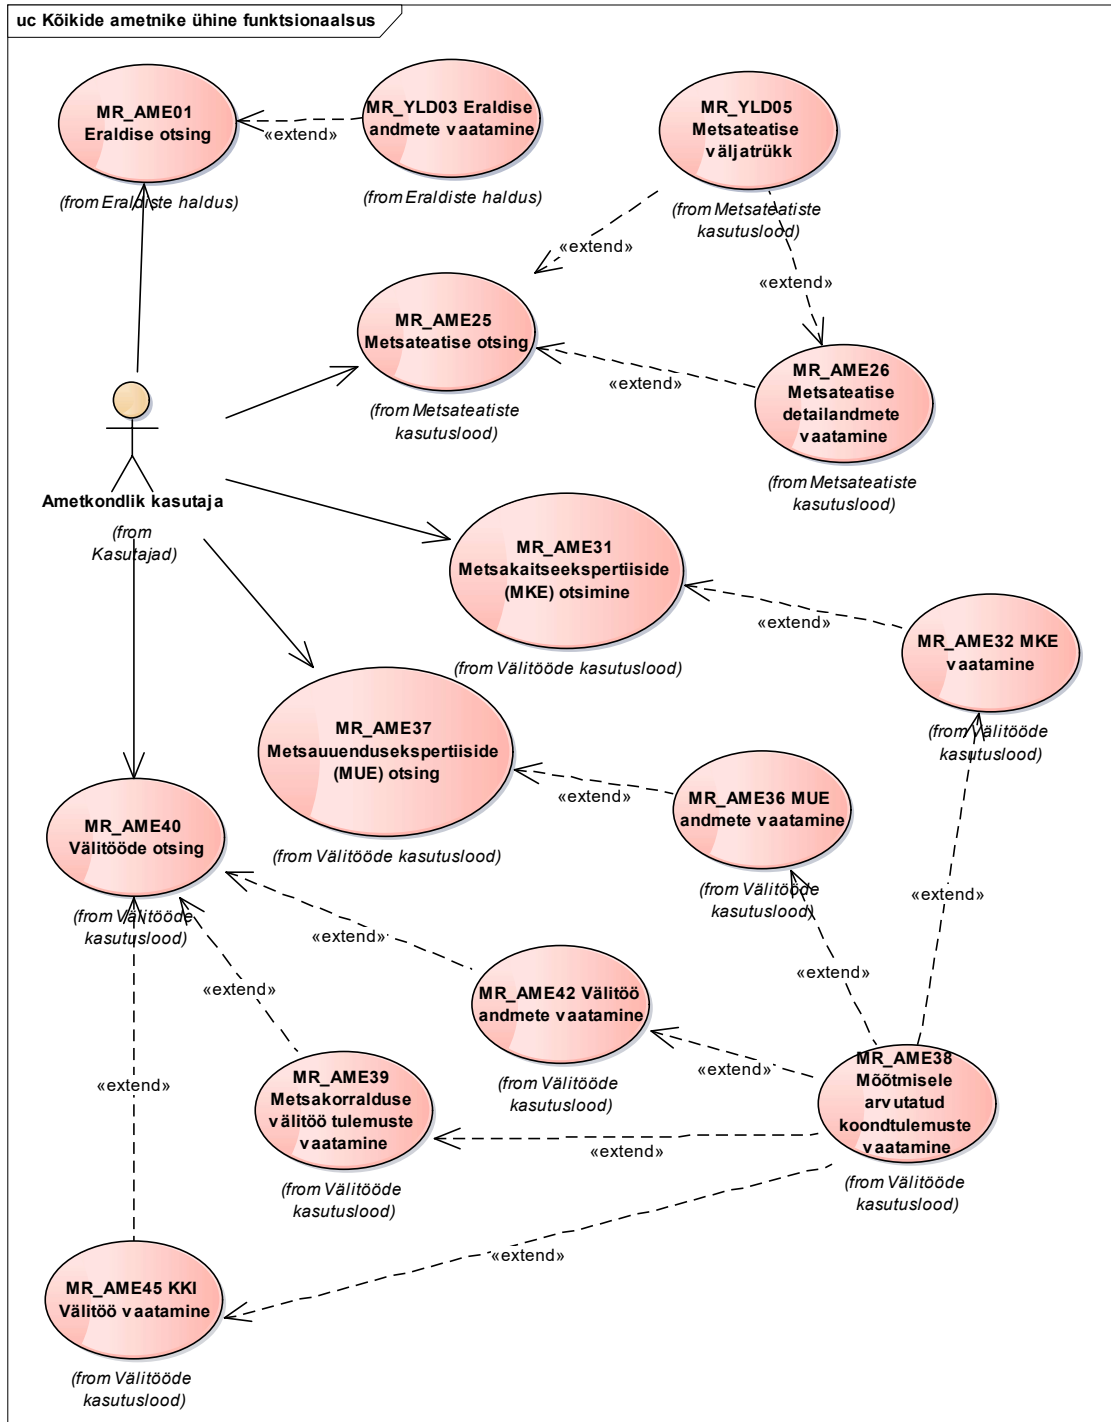 uc Kõikide ametnike ühine funktsionaalsus
MR_AME01
Eraldise otsing
(from Eraldiste haldus)
«extend»
MR_YLD03 Eraldise
andmete vaatamine
(from Eraldiste haldus)
MR_YLD05
Metsateatise
väljatrükk
(from Metsateatiste
kasutuslood)
«extend»
«extend»
MR_AME25
Metsateatise otsing
(from Metsateatiste
kasutuslood)
«extend»
MR_AME26
Metsateatise
detailandmete
vaatamine
(from Metsateatiste
kasutuslood)
Ametkondlik kasutaja
(from
Kasutajad)
MR_AME31
Metsakaitseekspertiiside
(MKE) otsimine
(from Välitööde kasutuslood)
«extend»
MR_AME32 MKE
vaatamine
(from Välitööde
kasutuslood)
MR_AME37
Metsauuendusekspertiiside
(MUE) otsing
(from Välitööde kasutuslood)
«extend»
MR_AME36 MUE
andmete vaatamine
(from Välitööde
kasutuslood)
«extend»
MR_AME40
Välitööde otsing
(from Välitööde
kasutuslood)
«extend»
«extend»
«extend»
MR_AME42 Välitöö
andmete vaatamine
(from Välitööde
kasutuslood)
«extend»
MR_AME38
Mõõtmisele
arvutatud
koondtulemuste
vaatamine
(from Välitööde
kasutuslood)
«extend»
MR_AME39
Metsakorralduse
välitöö tulemuste
vaatamine
(from Välitööde
kasutuslood)
«extend»
«extend»
«extend»
MR_AME45 KKI
Välitöö vaatamine
(from Välitööde
kasutuslood)